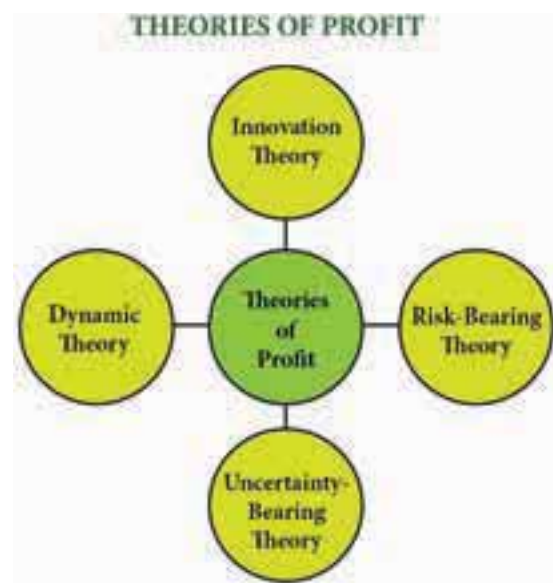 THEORIES OF PROFIT
Innovation
Theory
Dynamic
Theory
Theories
of
Profit
Risk-Bearing
Theory
Uncertainty-
Bearing
Theory